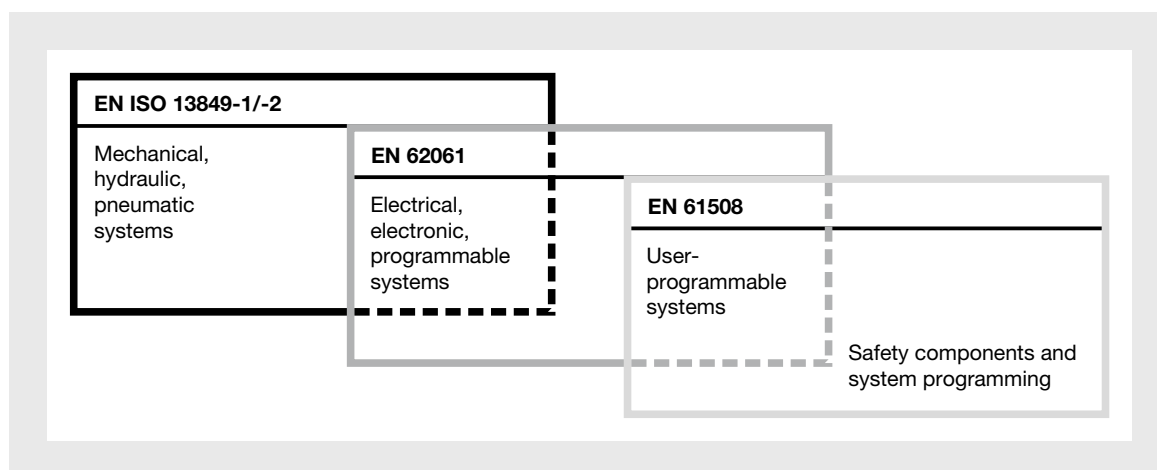 EN ISO 13849-1/-2
Mechanical,
hydraulic,
pneumatic
systems
EN 62061
Electrical,
electronic,
programmable
systems
EN 61508
User-
programmable
systems
Safety components and
system programming